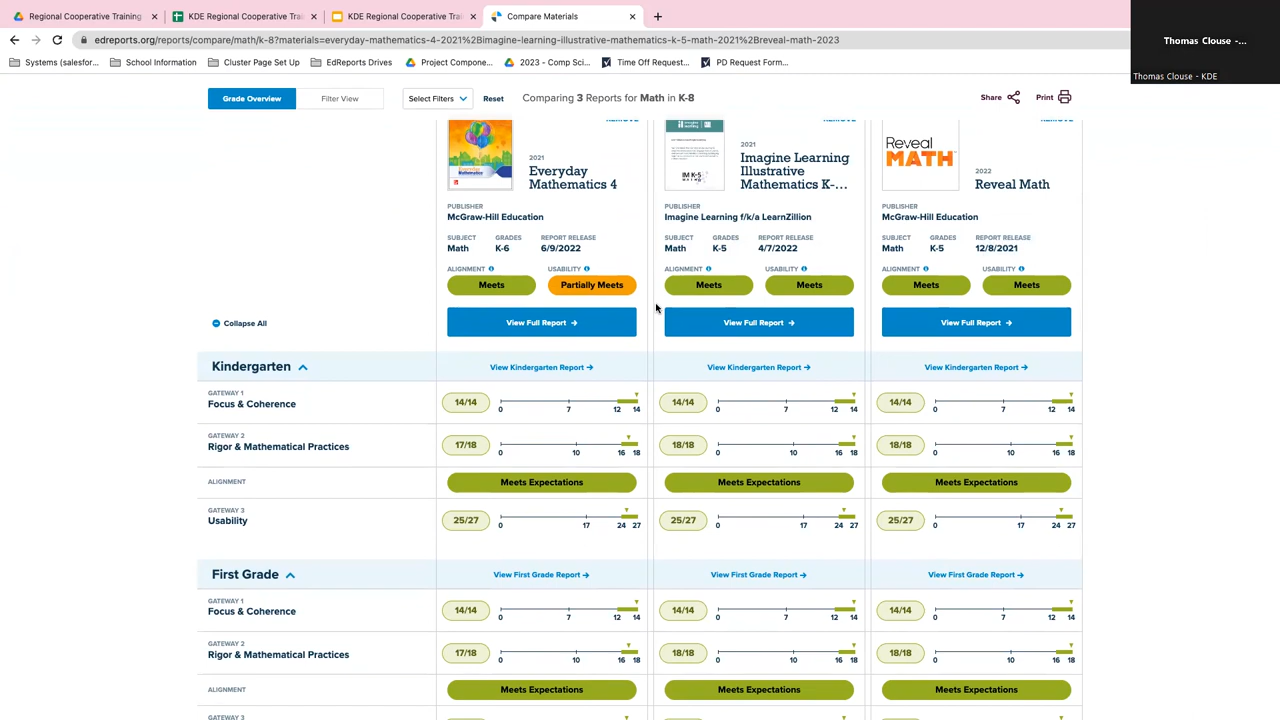 Regional Cooperative Training
KDE Regional Cooperative Trai
KDE Regional Cooperative Trai
Compare Materials
edreports.org/reports/compare/math/k-8?materials=everyday-mathematics-4-2021%2Bimagine-learning-illustrative-mathematics-k-5-math-2021%2Breveal-math-2023
Systems (salesfor...
School Information
Cluster Page Set Up
EdReports Drives
Project Compone...
2023 - Comp Sci...
Time Off Request...
PD Request Form...
Thomas Clouse -...
Thomas Clouse - KDE
Grade Overview
Filter View
Select Filters
Reset
Comparing 3 Reports for Math in K-8
Share
Print
REMOVE
REMOVE
REMOVE
2021
Everyday
Mathematics 4
PUBLISHER
McGraw-Hill Education
SUBJECT GRADES REPORT RELEASE
Math K-6 6/9/2022
ALIGNMENT USABILITY
Meets Partially Meets
View Full Report
IM K-5
2021
Imagine Learning
Illustrative
Mathematics K-...
PUBLISHER
Imagine Learning f/k/a LearnZillion
SUBJECT GRADES REPORT RELEASE
Math K-5 4/7/2022
ALIGNMENT USABILITY
Meets Meets
View Full Report
Reveal
MATH
2022
Reveal Math
PUBLISHER
McGraw-Hill Education
SUBJECT GRADES REPORT RELEASE
Math K-5 12/8/2021
ALIGNMENT USABILITY
Meets Meets
View Full Report
Collapse All
Kindergarten
View Kindergarten Report
View Kindergarten Report
View Kindergarten Report
GATEWAY 1
Focus & Coherence
14/14 0 7 12 14
14/14 0 7 12 14
14/14 0 7 12 14
GATEWAY 2
Rigor & Mathematical Practices
17/18 0 10 16 18
18/18 0 10 16 18
18/18 0 10 16 18
ALIGNMENT
Meets Expectations
Meets Expectations
Meets Expectations
GATEWAY 3
Usability
25/27 0 17 24 27
25/27 0 17 24 27
25/27 0 17 24 27
First Grade
View First Grade Report
View First Grade Report
View First Grade Report
GATEWAY 1
Focus & Coherence
14/14 0 7 12 14
14/14 0 7 12 14
14/14 0 7 12 14
GATEWAY 2
Rigor & Mathematical Practices
17/18 0 10 16 18
18/18 0 10 16 18
18/18 0 10 16 18
ALIGNMENT
Meets Expectations
Meets Expectations
Meets Expectations
GATEWAY 3